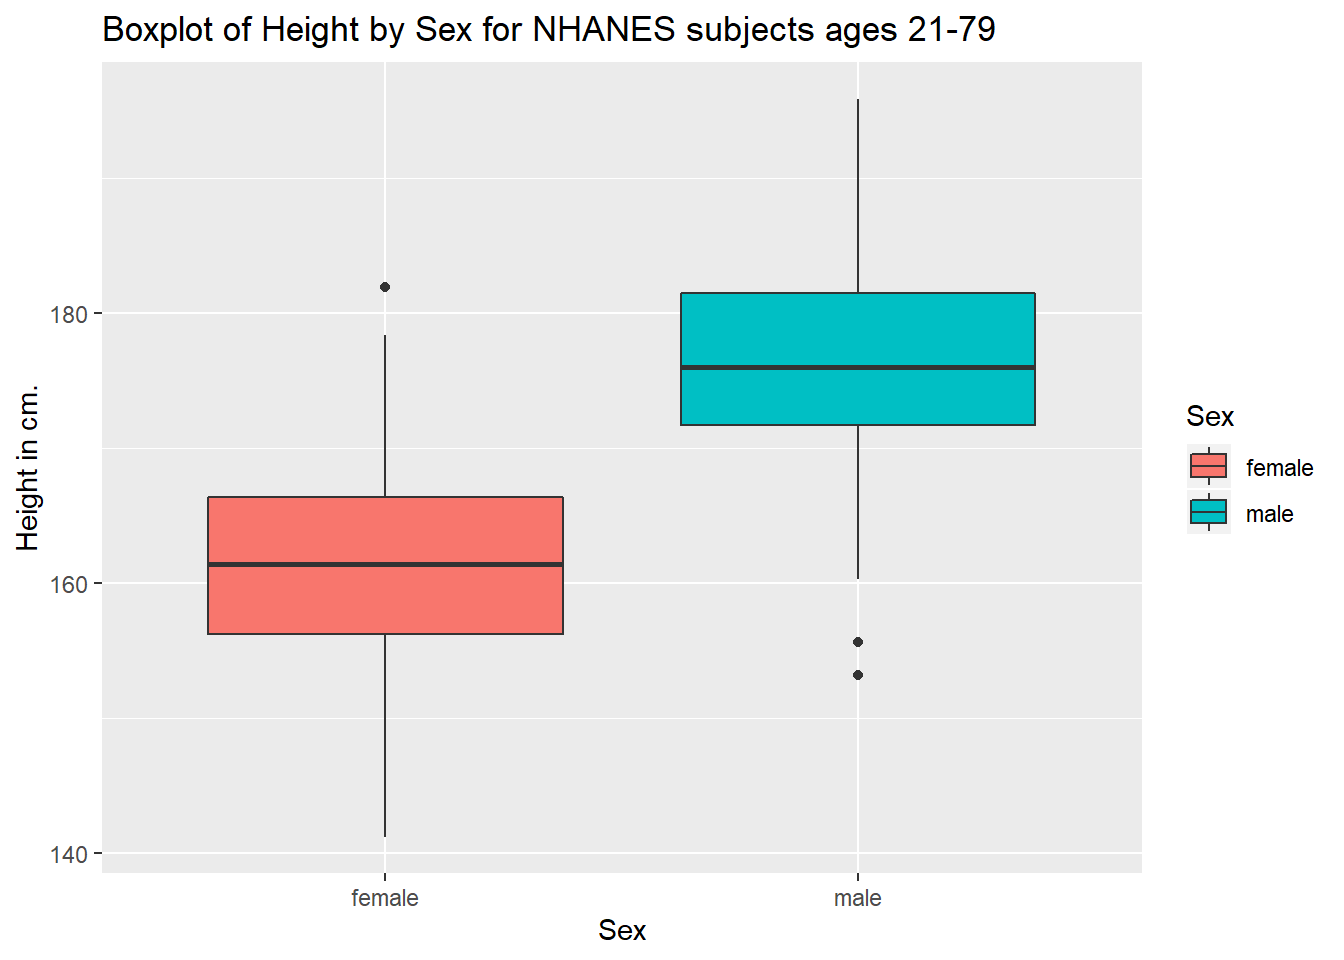 Boxplot of Height by Sex for NHANES subjects ages 21-79
Height in cm.
180
160
140
female
male
Sex
Sex
female
male